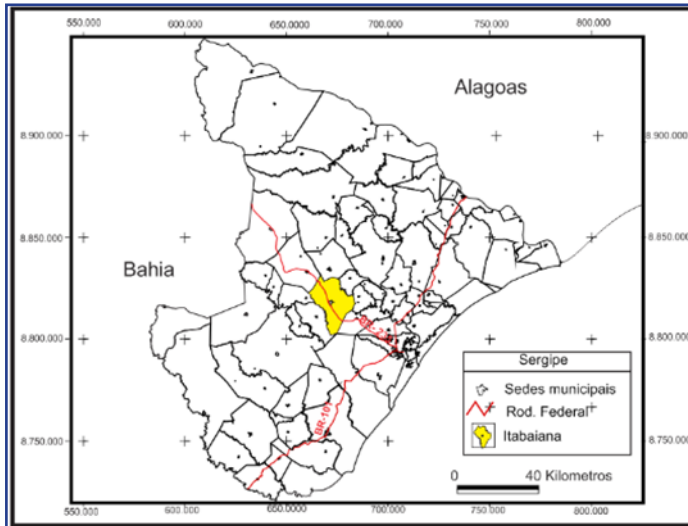 550.000 600.000 650.000 700.000 750.000 800.000
Alagoas
8.900.000 8.900.000
8.850.000 8.850.000
Bahia
8.800.000 8.800.000
BR-101
8.750.000 8.750.000
Sergipe
Sedes municipais
Rod. Federal
Itabaiana
0 40 Kilometros
550.000 600.000 650.000 700.000 750.000 800.000